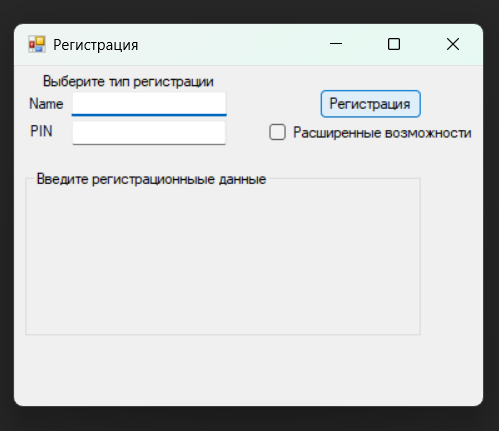 Регистрация
Выберите тип регистрации
Name
Регистрация
PIN
Расширенные возможности
Введите регистрационныые данные